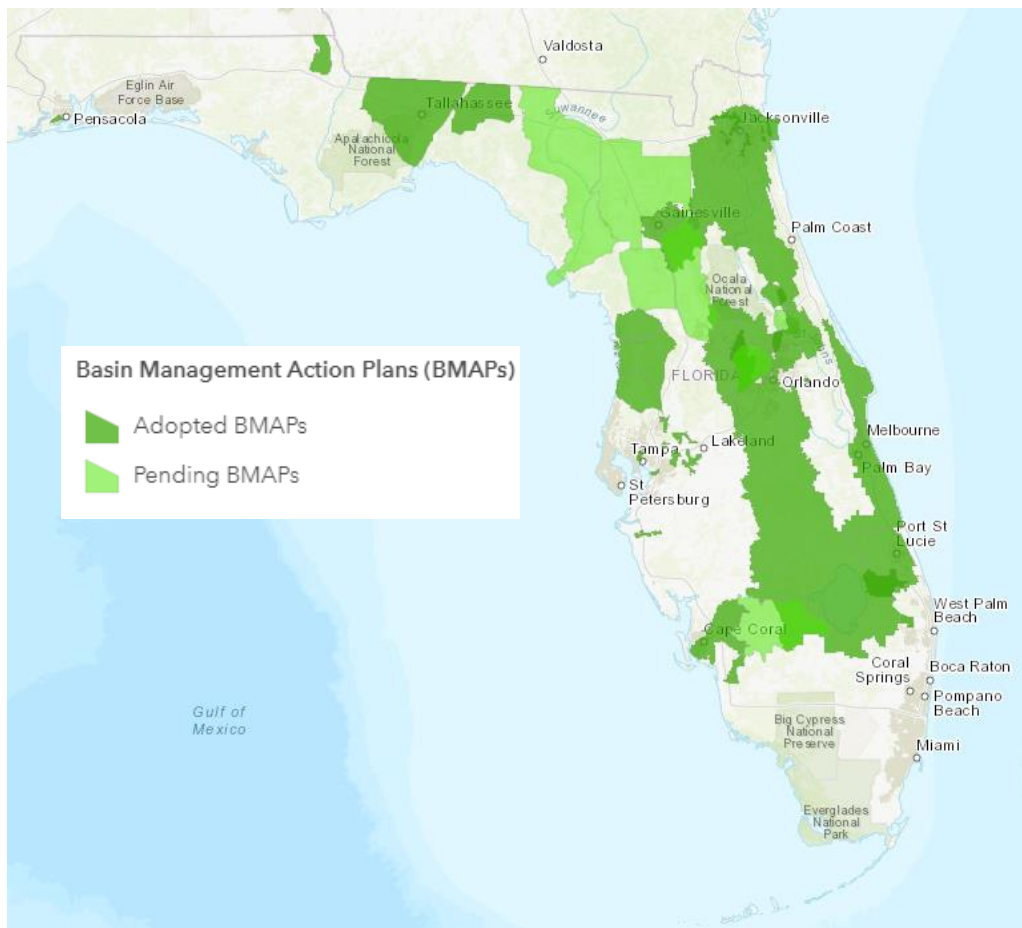 Valdosta
Eglin Air
Force Base
Pensacola
Tallahassee
Suwannee
Jacksonville
Apalachicola
National
Forest
Gainesville
Palm Coast
Ocala
National
Forest
Basin Management Action Plans (BMAPs)
Adopted BMAPs
Pending BMAPs
FLORIDA
Orlando
Melbourne
Lakeland
Tampa
Palm Bay
St
Petersburg
Port St
Lucie
West Palm
Beach
Cape Coral
Coral
Springs
Boca Raton
Pompano
Beach
Gulf of
Mexico
Big Cypress
National
Preserve
Miami
Everglades
National
Park